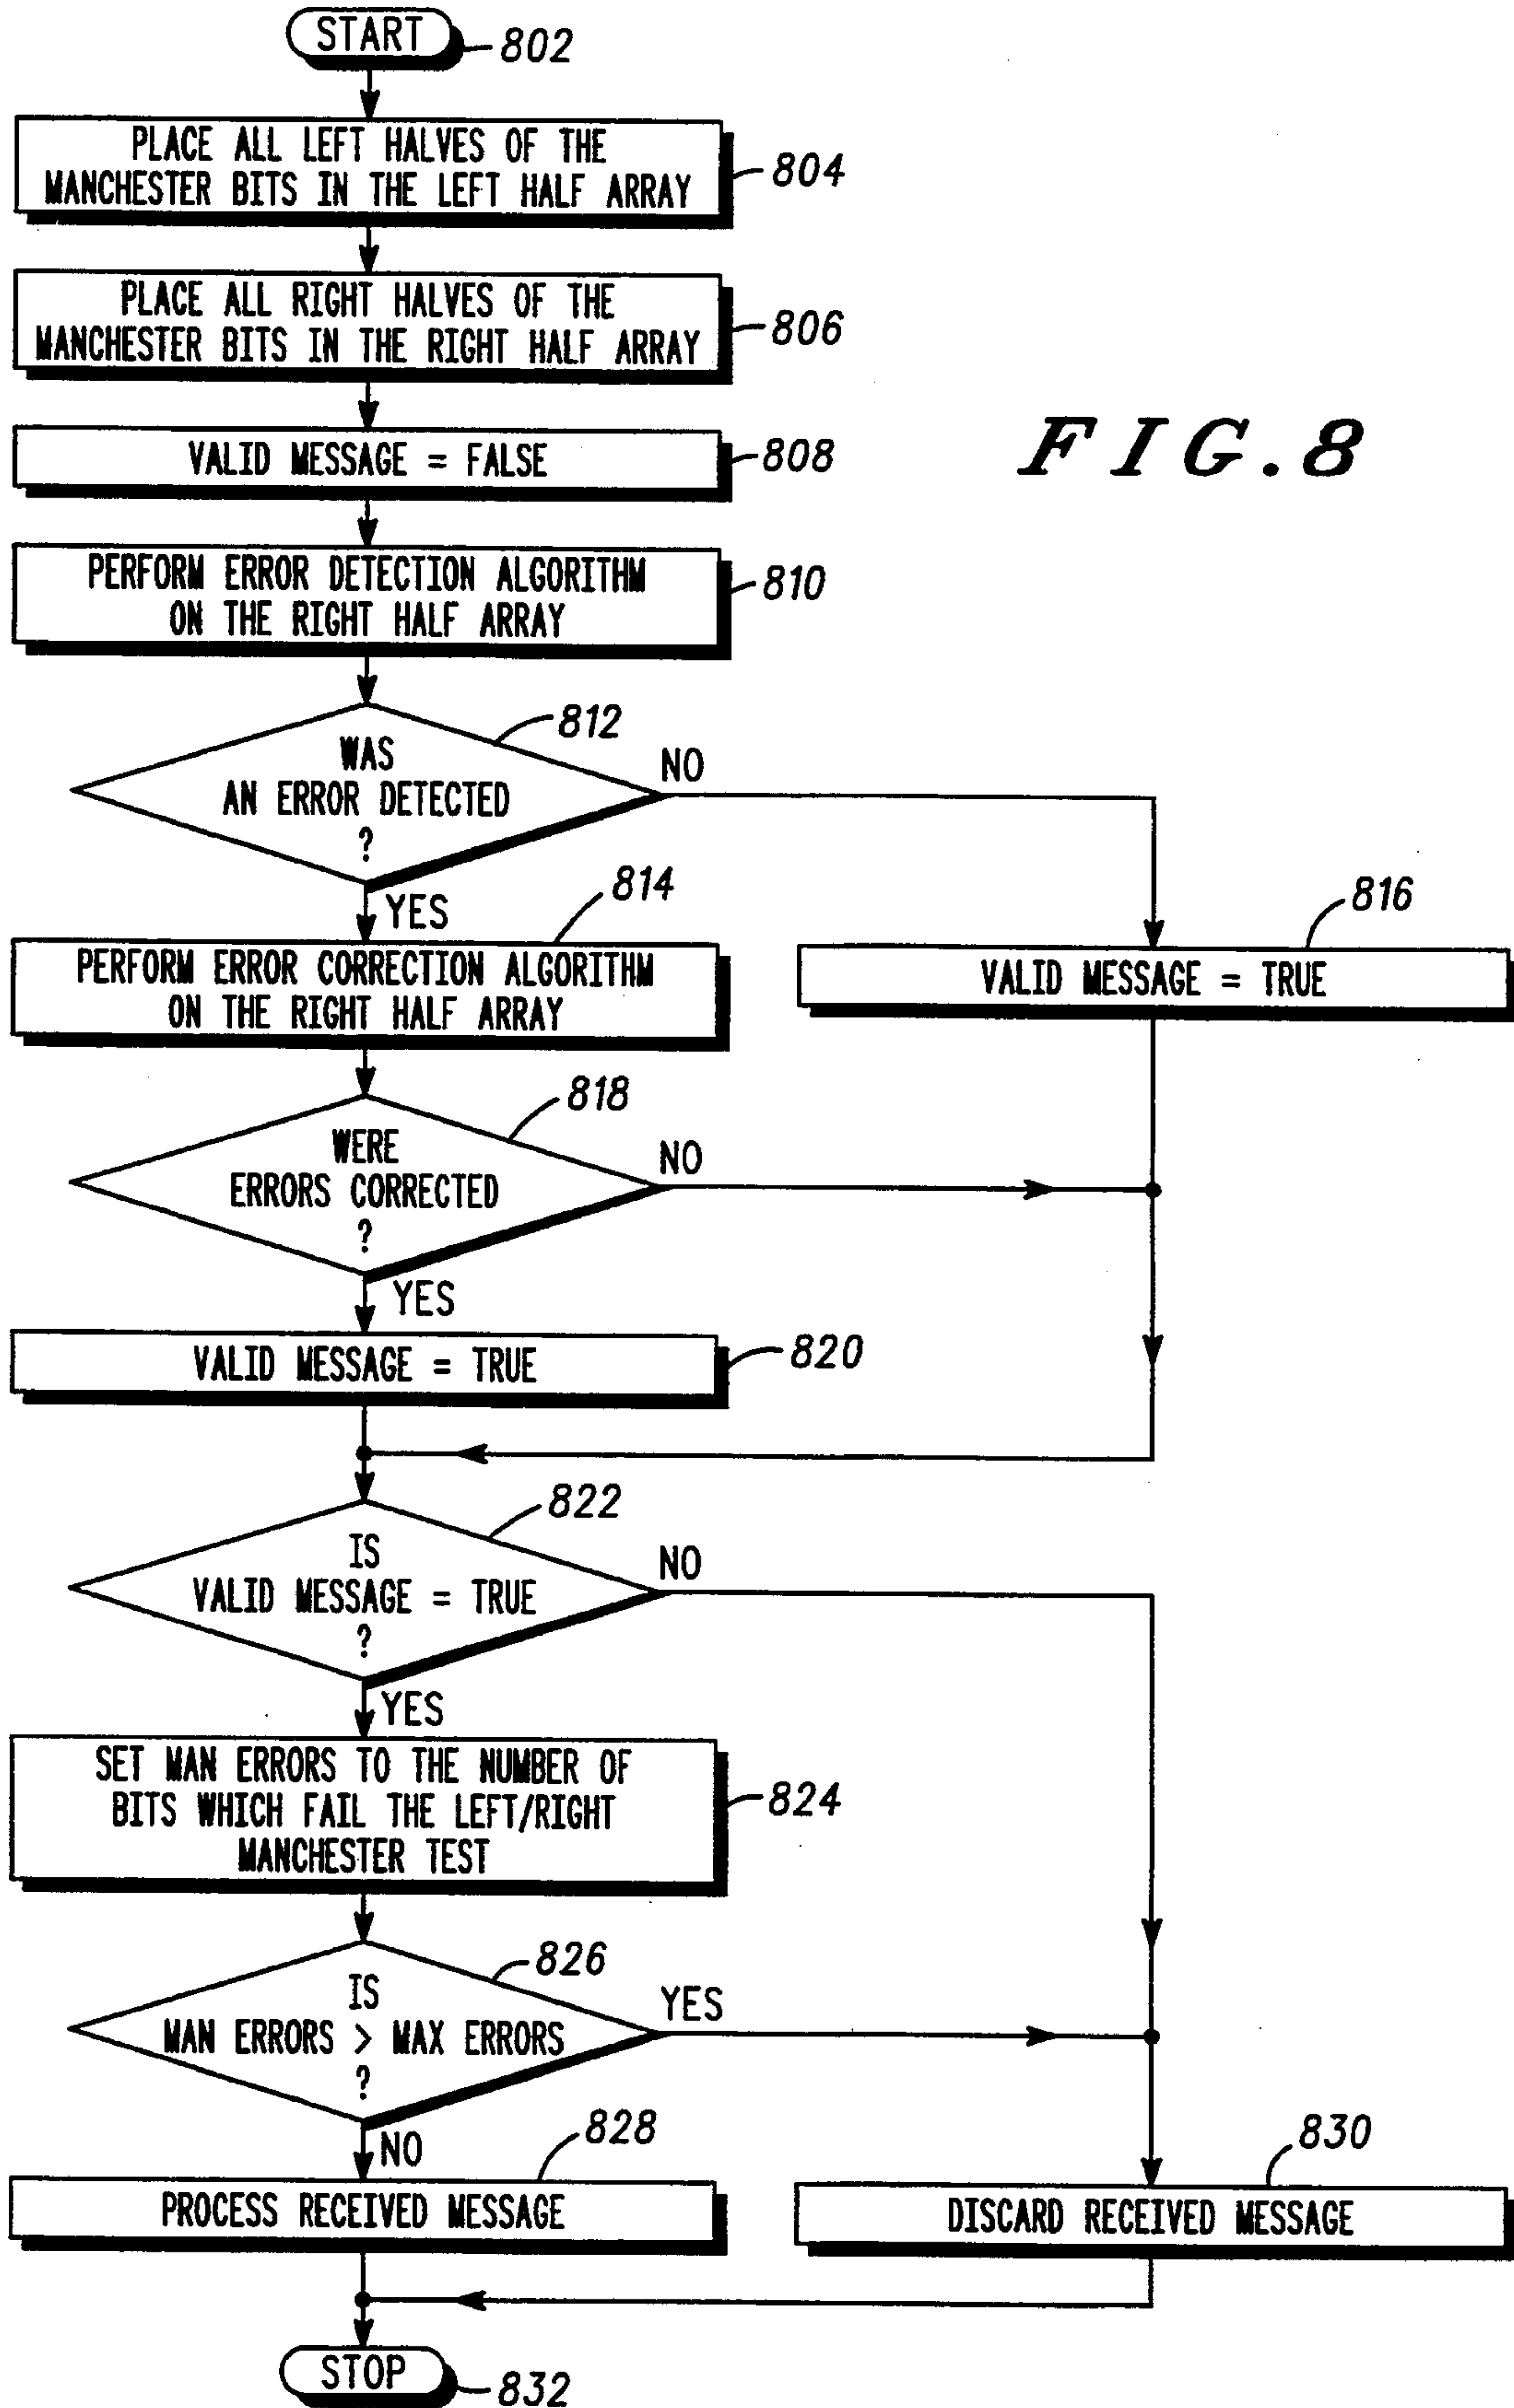 START
802
PLACE ALL LEFT HALVES OF THE
MANCHESTER BITS IN THE LEFT HALF ARRAY
804
PLACE ALL RIGHT HALVES OF THE
MANCHESTER BITS IN THE RIGHT HALF ARRAY
806
FIG. 8
VALID MESSAGE = FALSE
808
PERFORM ERROR DETECTION ALGORITHM
ON THE RIGHT HALF ARRAY
810
812
WAS
AN ERROR DETECTED
?
NO
YES
814
816
PERFORM ERROR CORRECTION ALGORITHM
ON THE RIGHT HALF ARRAY
VALID MESSAGE = TRUE
818
WERE
ERRORS CORRECTED
?
NO
YES
VALID MESSAGE = TRUE
820
822
IS
VALID MESSAGE = TRUE
?
NO
YES
SET MAN ERRORS TO THE NUMBER OF
BITS WHICH FAIL THE LEFT/RIGHT
MANCHESTER TEST
824
826
IS
MAN ERRORS > MAX ERRORS
?
YES
NO
828
830
PROCESS RECEIVED MESSAGE
DISCARD RECEIVED MESSAGE
STOP
832